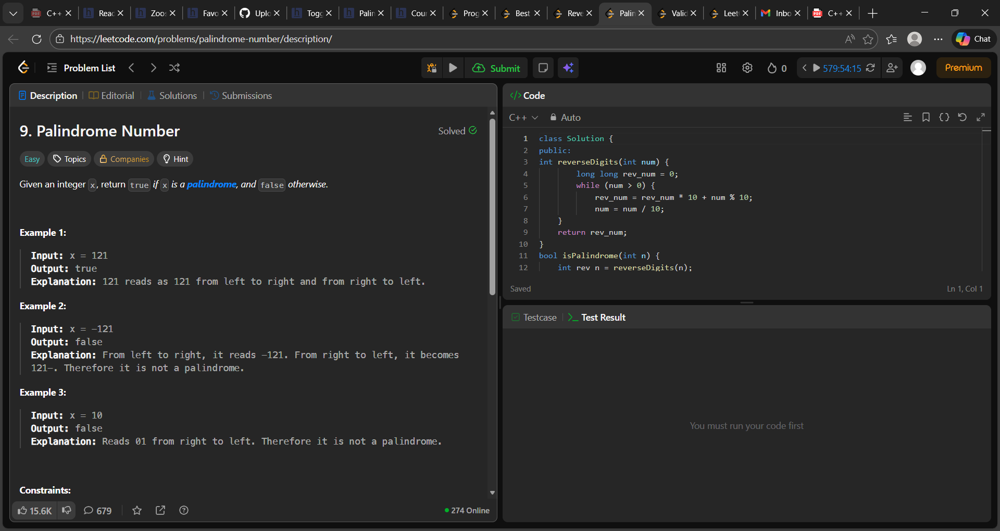 C++
Read
Zoos
Favo
Uplo
Togg
Palin
Cour
Prog
Best
Reve
Palin
Valid
Leet
Inbo
C++
https://leetcode.com/problems/palindrome-number/description/
Chat
Problem List
Submit
0
579:54:15
Premium
Description
Editorial
Solutions
Submissions
9. Palindrome Number
Solved
Easy
Topics
Companies
Hint
Given an integer x, return true if x is a palindrome, and false otherwise.
Example 1:
Input: x = 121
Output: true
Explanation: 121 reads as 121 from left to right and from right to left.
Example 2:
Input: x = -121
Output: false
Explanation: From left to right, it reads -121. From right to left, it becomes
121-. Therefore it is not a palindrome.
Example 3:
Input: x = 10
Output: false
Explanation: Reads 01 from right to left. Therefore it is not a palindrome.
Constraints:
15.6K
679
274 Online
</> Code
C++
Auto
1 class Solution {
2 public:
3 int reverseDigits(int num) {
4 long long rev_num = 0;
5 while (num > 0) {
6 rev_num = rev_num * 10 + num % 10;
7 num = num / 10;
8 }
9 return rev_num;
10 }
11 bool isPalindrome(int n) {
12 int rev_n = reverseDigits(n);
Saved
Ln 1, Col 1
Testcase
Test Result
You must run your code first